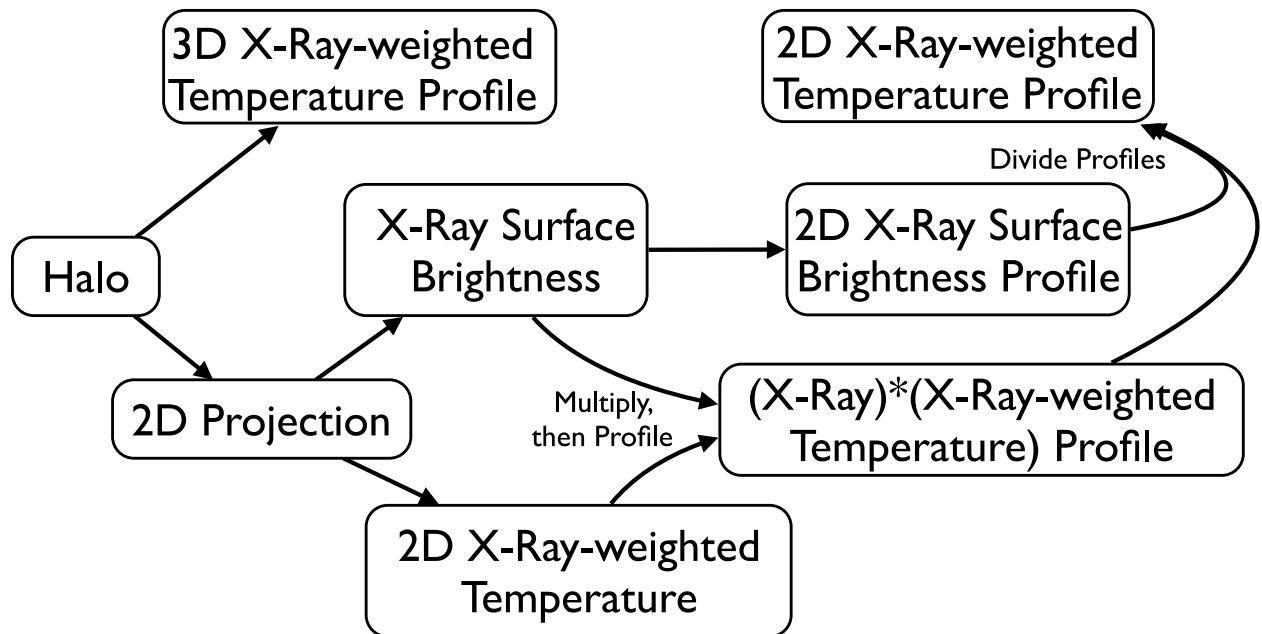 3D X-Ray-weighted
Temperature Profile
2D X-Ray-weighted
Temperature Profile
Divide Profiles
X-Ray Surface
Brightness
2D X-Ray Surface
Brightness Profile
Halo
2D Projection
Multiply,
then Profile
(X-Ray)*(X-Ray-weighted
Temperature) Profile
2D X-Ray-weighted
Temperature